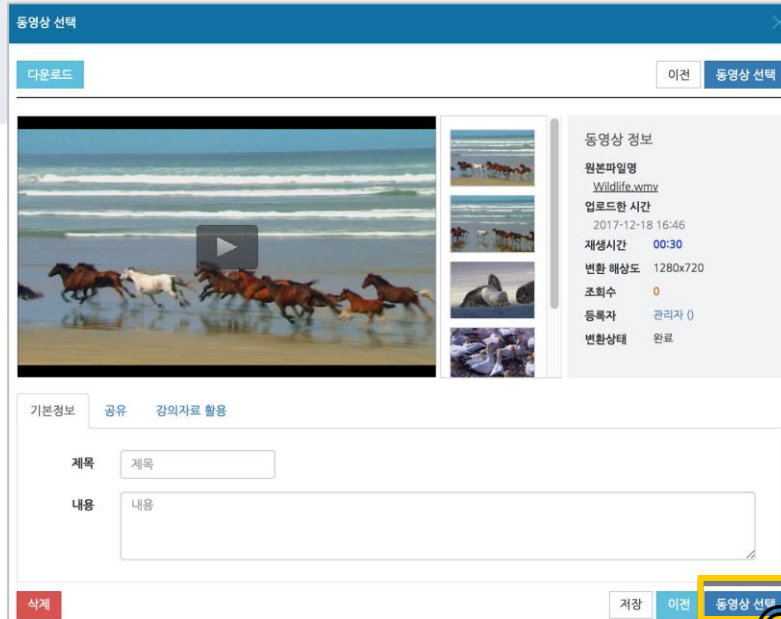 동영상 선택
다운로드 이전 동영상 선택
동영상 정보
원본파일명
Wildlife.wmv
업로드한 시간
2017-12-18 16:46
재생시간 00:30
변환 해상도 1280x720
조회수 0
등록자 관리자 ()
변환상태 완료
기본정보 공유 강의자료 활용
제목 제목
내용 내용
삭제 저장 이전 동영상 선택